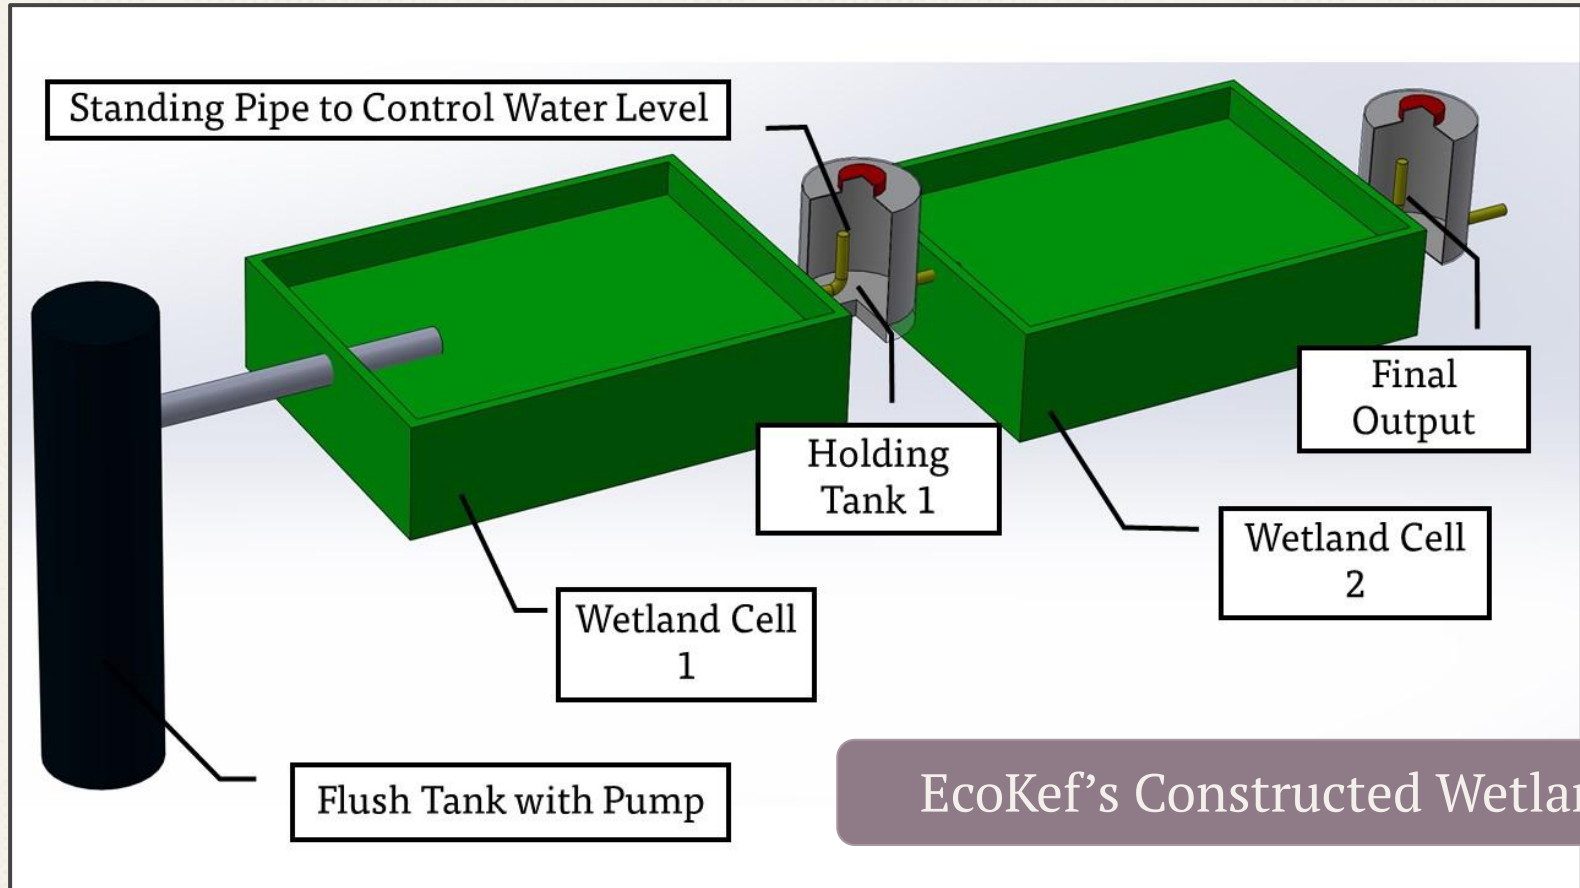 Standing Pipe to Control Water Level
Final
Output
Holding
Tank 1
Wetland Cell
2
Wetland Cell
1
Flush Tank with Pump
EcoKef’s Constructed